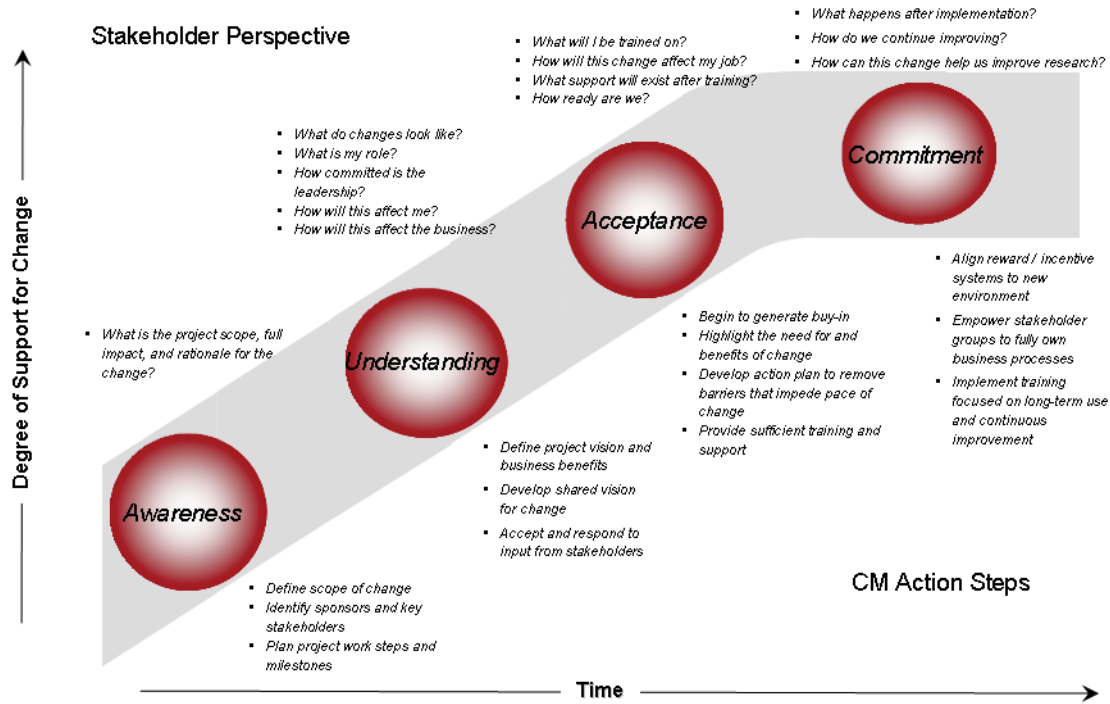 Stakeholder Perspective
▪ What happens after implementation?
▪ How do we continue improving?
▪ How can this change help us improve research?
▪ What will I be trained on?
▪ How will this change affect my job?
▪ What support will exist after training?
▪ How ready are we?
▪ What do changes look like?
▪ What is my role?
▪ How committed is the
leadership?
▪ How will this affect me?
▪ How will this affect the business?
▪ What is the project scope, full
impact, and rationale for the
change?
Commitment
Acceptance
Understanding
Awareness
▪ Align reward / incentive
systems to new
environment
▪ Empower stakeholder
groups to fully own
business processes
▪ Implement training
focused on long-term use
and continuous
improvement
▪ Begin to generate buy-in
▪ Highlight the need for and
benefits of change
▪ Develop action plan to remove
barriers that impede pace of
change
▪ Provide sufficient training and
support
▪ Define project vision and
business benefits
▪ Develop shared vision
for change
▪ Accept and respond to
input from stakeholders
▪ Define scope of change
▪ Identify sponsors and key
stakeholders
▪ Plan project work steps and
milestones
CM Action Steps
Degree of Support for Change
Time